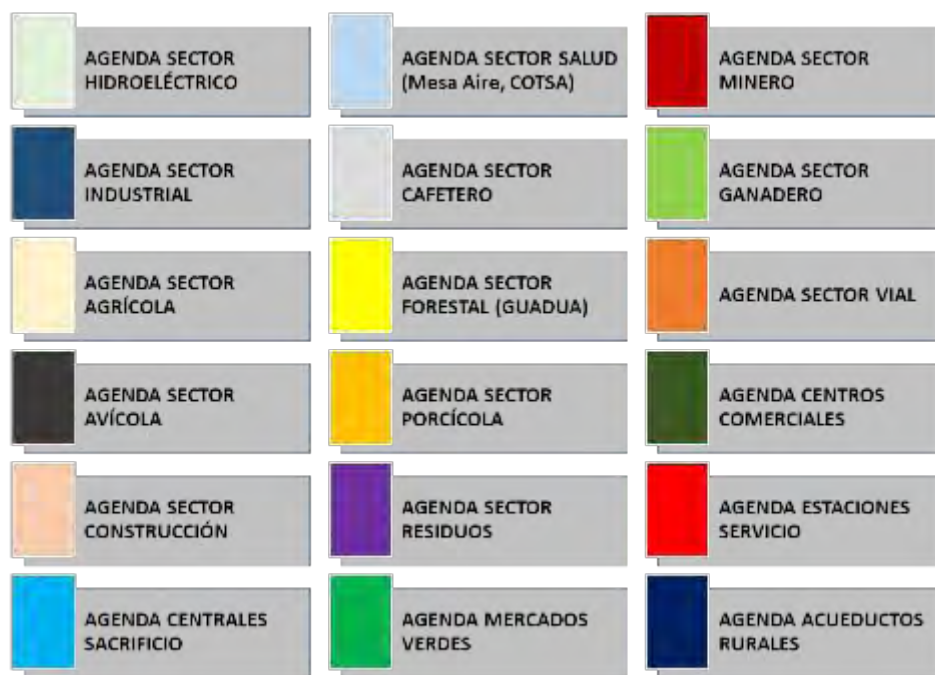 AGENDA SECTOR
HIDROELÉCTRICO
AGENDA SECTOR SALUD
(Mesa Aire, COTSA)
AGENDA SECTOR
MINERO
AGENDA SECTOR
INDUSTRIAL
AGENDA SECTOR
CAFETERO
AGENDA SECTOR
GANADERO
AGENDA SECTOR
AGRÍCOLA
AGENDA SECTOR
FORESTAL (GUADUA)
AGENDA SECTOR VIAL
AGENDA SECTOR
AVÍCOLA
AGENDA SECTOR
PORCÍCOLA
AGENDA CENTROS
COMERCIALES
AGENDA SECTOR
CONSTRUCCIÓN
AGENDA SECTOR
RESIDUOS
AGENDA ESTACIONES
SERVICIO
AGENDA CENTRALES
SACRIFICIO
AGENDA MERCADOS
VERDES
AGENDA ACUEDUCTOS
RURALES